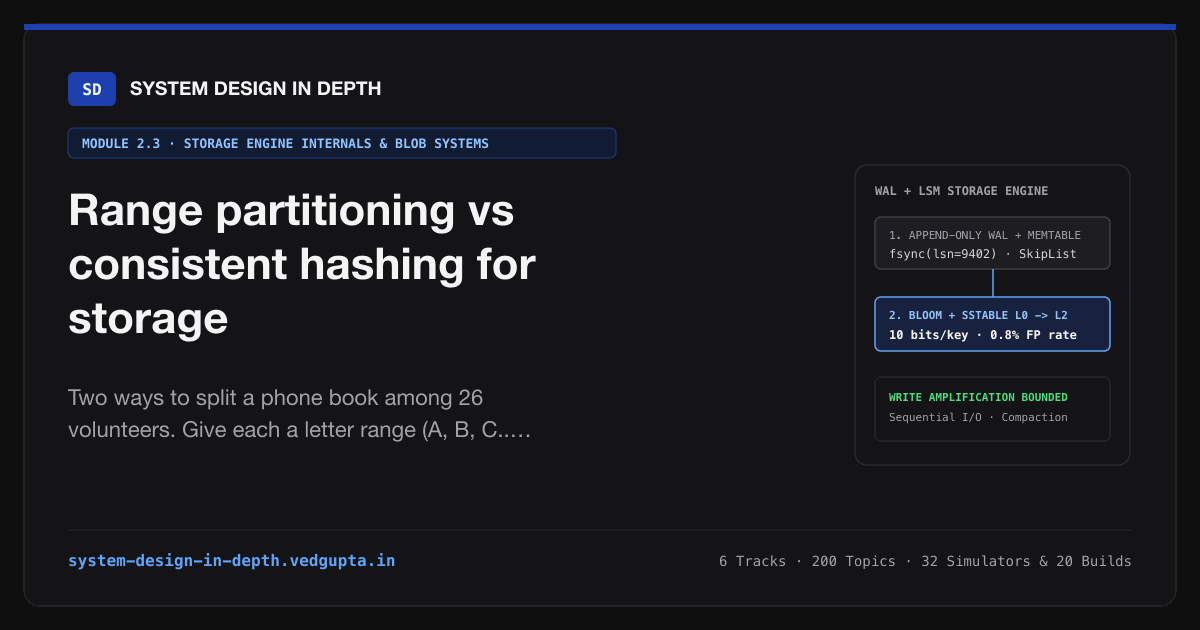 SD SYSTEM DESIGN IN DEPTH
MODULE 2.3 · STORAGE ENGINE INTERNALS & BLOB SYSTEMS
Range partitioning vs
consistent hashing for
storage
Two ways to split a phone book among 26
volunteers. Give each a letter range (A, B, C.....
WAL + LSM STORAGE ENGINE
1. APPEND-ONLY WAL + MEMTABLE
fsync(lsn=9402) · SkipList
2. BLOOM + SSTABLE L0 -> L2
10 bits/key · 0.8% FP rate
WRITE AMPLIFICATION BOUNDED
Sequential I/O · Compaction
system-design-in-depth.vedgupta.in
6 Tracks · 200 Topics · 32 Simulators & 20 Builds